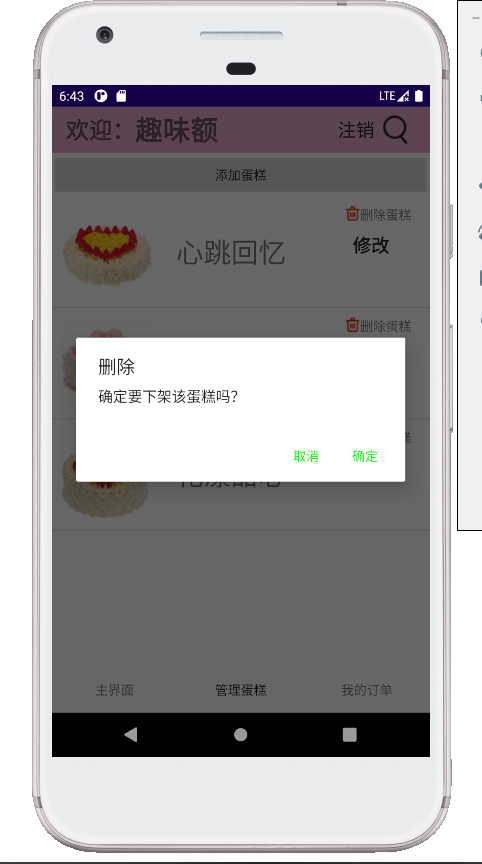 6:43
LTE
欢迎：趣味额
注销
添加蛋糕
删除蛋糕
心跳回忆
修改
删除蛋糕
删除
确定要下架该蛋糕吗？
取消
确定
糕
主界面
管理蛋糕
我的订单